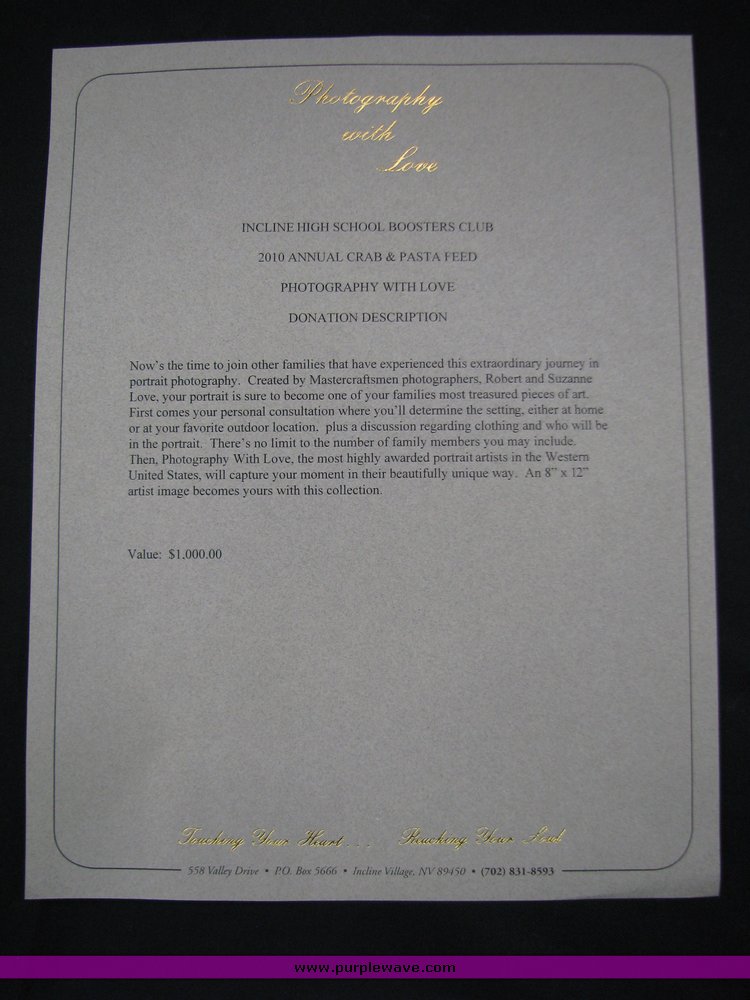 Photography
with
Love
INCLINE HIGH SCHOOL BOOSTERS CLUB
2010 ANNUAL CRAB & PASTA FEED
PHOTOGRAPHY WITH LOVE
DONATION DESCRIPTION
Now's the time to join other families that have experienced this extraordinary journey in
portrait photography. Created by Mastercraftsmen photographers, Robert and Suzanne
Love, your portrait is sure to become one of your families most treasured pieces of art.
First comes your personal consultation where you'll determine the setting, either at home
or at your favorite outdoor location. plus a discussion regarding clothing and who will be
in the portrait. There's no limit to the number of family members you may include.
Then, Photography With Love, the most highly awarded portrait artists in the Western
United States, will capture your moment in their beautifully unique way. An 8" x 12"
artist image becomes yours with this collection.
Value: $1,000.00
Touching Your Heart . . . Reaching Your Soul
558 Valley Drive • P.O. Box 5666 • Incline Village, NV 89450 • (702) 831-8593
www.purplewave.com